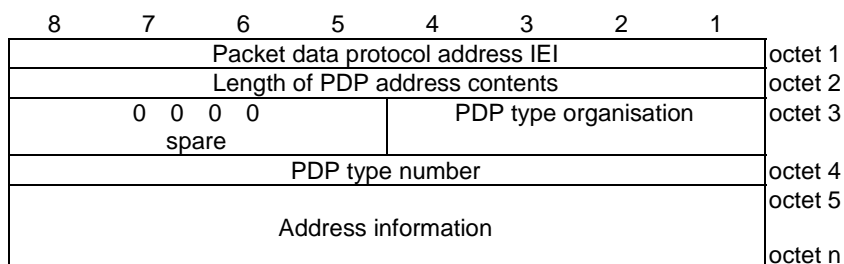 8 7 6 5 4 3 2 1
Packet data protocol address IEI octet 1
Length of PDP address contents octet 2
0 0 0 0 PDP type organisation octet 3
spare
PDP type number octet 4
octet 5
Address information
octet n